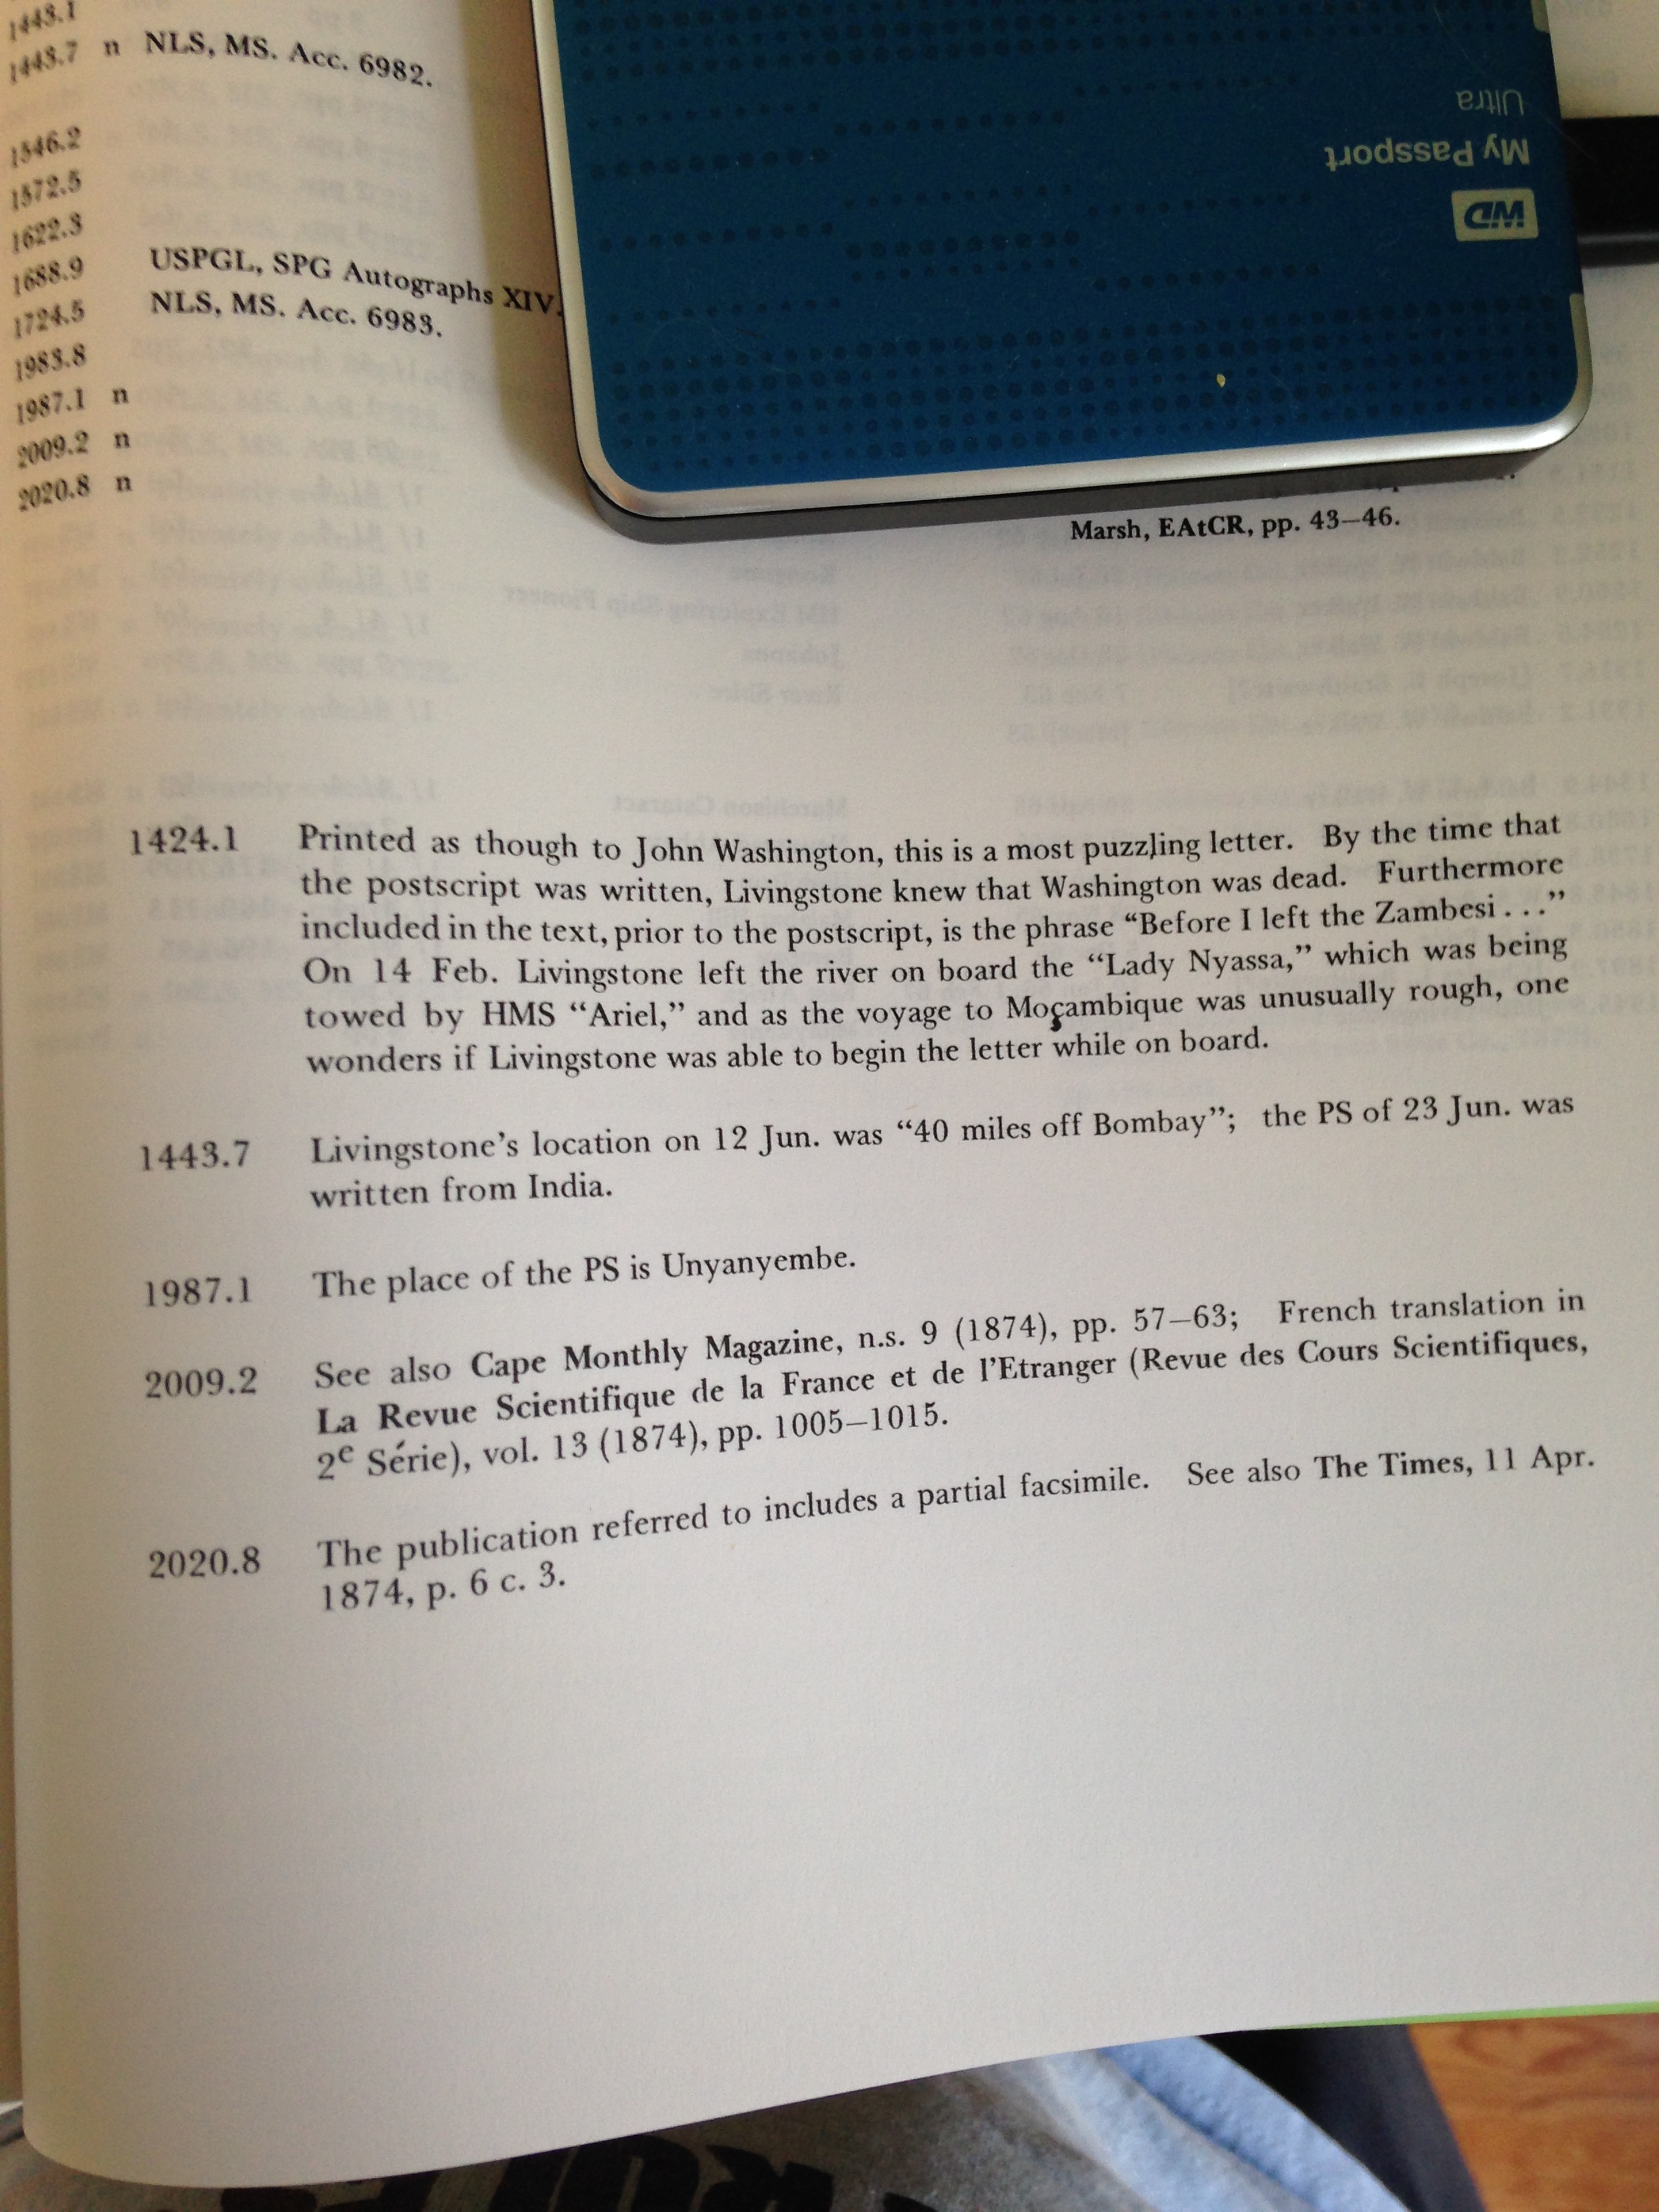 1443.1
1443.7 n NLS, MS. Acc. 6982.
1546.2
1572.5
1622.3
1688.9 USPGL, SPG Autographs XIV.
1724.5 NLS, MS. Acc. 6983.
1983.8
1987.1 n
2009.2 n
2020.8 n
Ultra
My Passport
WD
Marsh, EAtCR, pp. 43–46.
1424.1 Printed as though to John Washington, this is a most puzzling letter. By the time that
the postscript was written, Livingstone knew that Washington was dead. Furthermore
included in the text, prior to the postscript, is the phrase “Before I left the Zambesi . . .”
On 14 Feb. Livingstone left the river on board the “Lady Nyassa,” which was being
towed by HMS “Ariel,” and as the voyage to Moçambique was unusually rough, one
wonders if Livingstone was able to begin the letter while on board.
1443.7 Livingstone’s location on 12 Jun. was “40 miles off Bombay”; the PS of 23 Jun. was
written from India.
1987.1 The place of the PS is Unyanyembe.
2009.2 See also Cape Monthly Magazine, n.s. 9 (1874), pp. 57–63; French translation in
La Revue Scientifique de la France et de l’Etranger (Revue des Cours Scientifiques,
2e Série), vol. 13 (1874), pp. 1005–1015.
2020.8 The publication referred to includes a partial facsimile. See also The Times, 11 Apr.
1874, p. 6 c. 3.